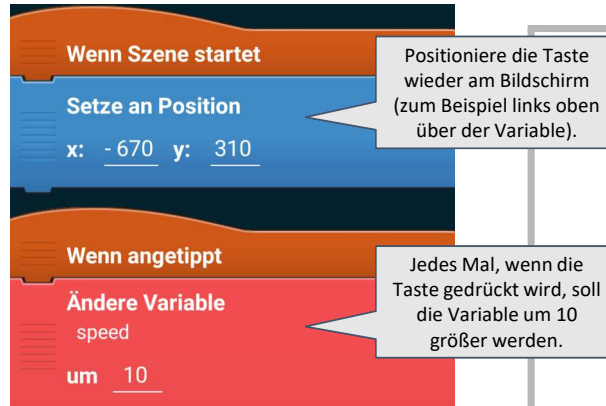 Wenn Szene startet
Setze an Position
x: - 670 y: 310
Positioniere die Taste
wieder am Bildschirm
(zum Beispiel links oben
über der Variable).
Wenn angetippt
Ändere Variable
speed
um 10
Jedes Mal, wenn die
Taste gedrückt wird, soll
die Variable um 10
größer werden.